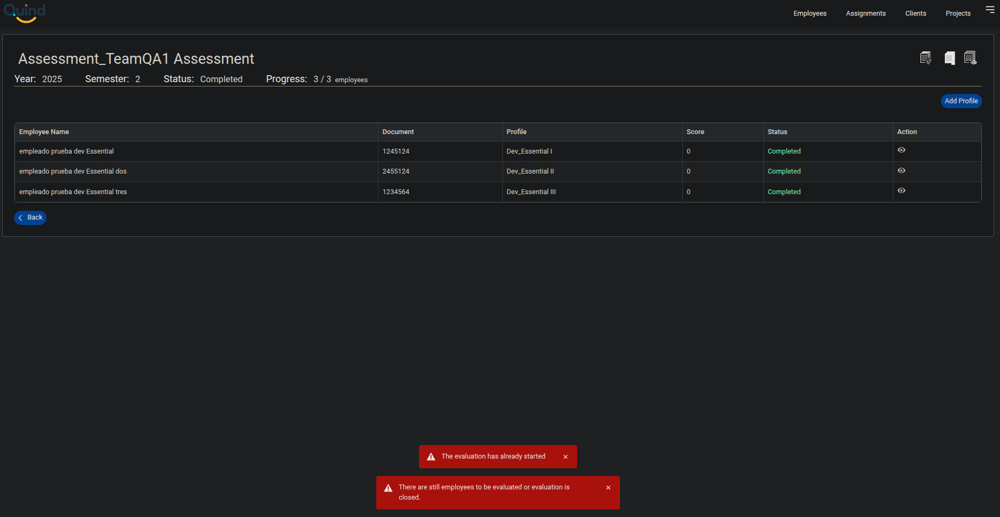 Quind
Employees Assignments Clients Projects
Assessment_TeamQA1 Assessment
Year: 2025 Semester: 2 Status: Completed Progress: 3 / 3 employees
Add Profile
Employee Name Document Profile Score Status Action
empleado prueba dev Essential 1245124 Dev_Essential I 0 Completed
empleado prueba dev Essential dos 2455124 Dev_Essential II 0 Completed
empleado prueba dev Essential tres 1234564 Dev_Essential III 0 Completed
Back
The evaluation has already started
There are still employees to be evaluated or evaluation is
closed.